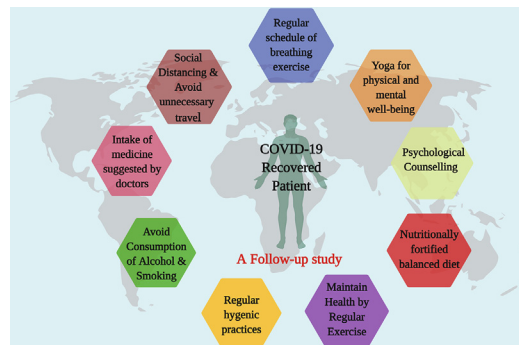 Regular
schedule of
breathing
exercise
Social
Distancing &
Avoid
unnecessary
travel
Yoga for
physical and
mental
well-being
Intake of
medicine
suggested by
doctors
COVID-19
Recovered
Patient
Psychological
Counselling
Avoid
Consumption
of Alcohol &
Smoking
A Follow-up study
Nutritionally
fortified
balanced diet
Regular
hygenic
practices
Maintain
Health by
Regular
Exercise